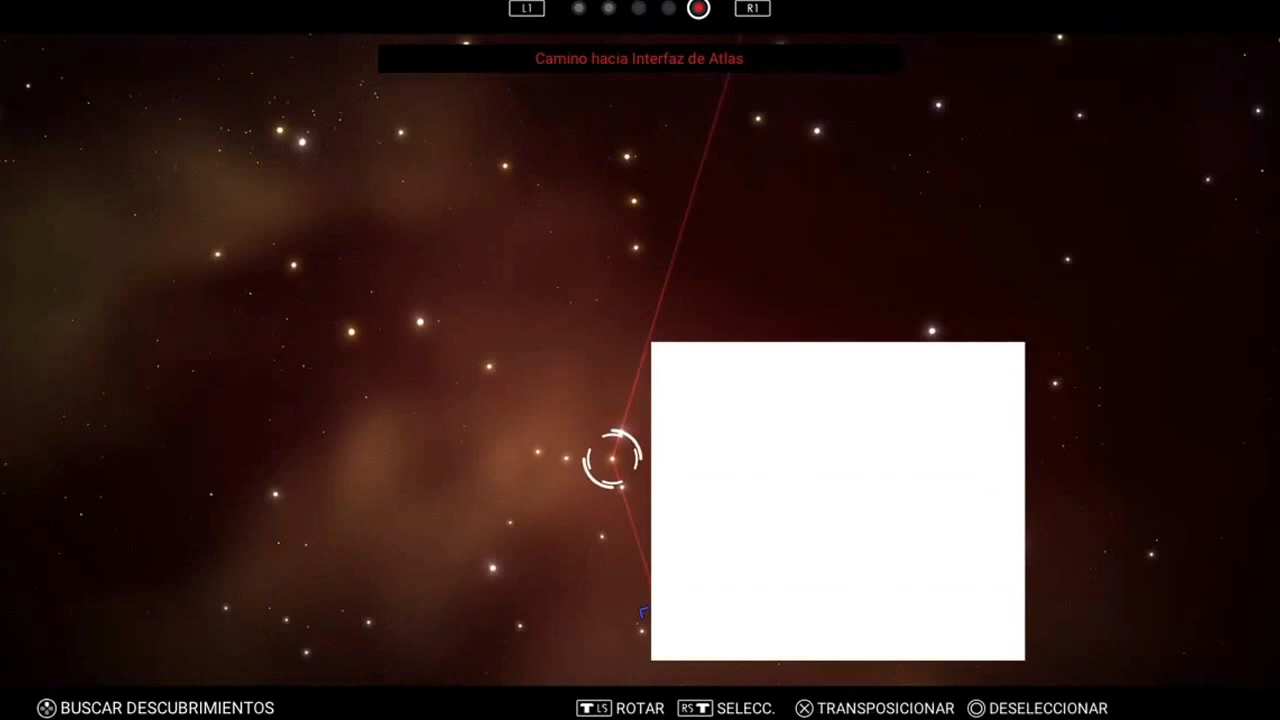 L1 R1
Camino hacia Interfaz de Atlas
BUSCAR DESCUBRIMIENTOS LS ROTAR RS SELECC. TRANSPOSICIONAR DESELECCIONAR